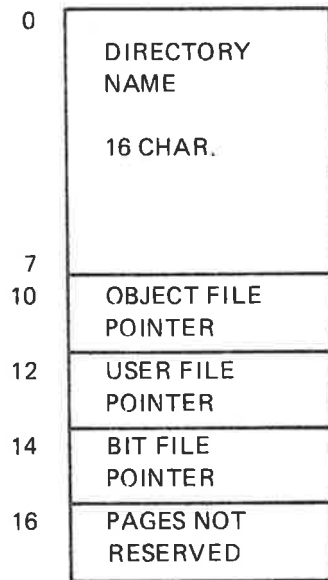 0
DIRECTORY
NAME
16 CHAR.
7
10 OBJECT FILE
POINTER
12 USER FILE
POINTER
14 BIT FILE
POINTER
16 PAGES NOT
RESERVED